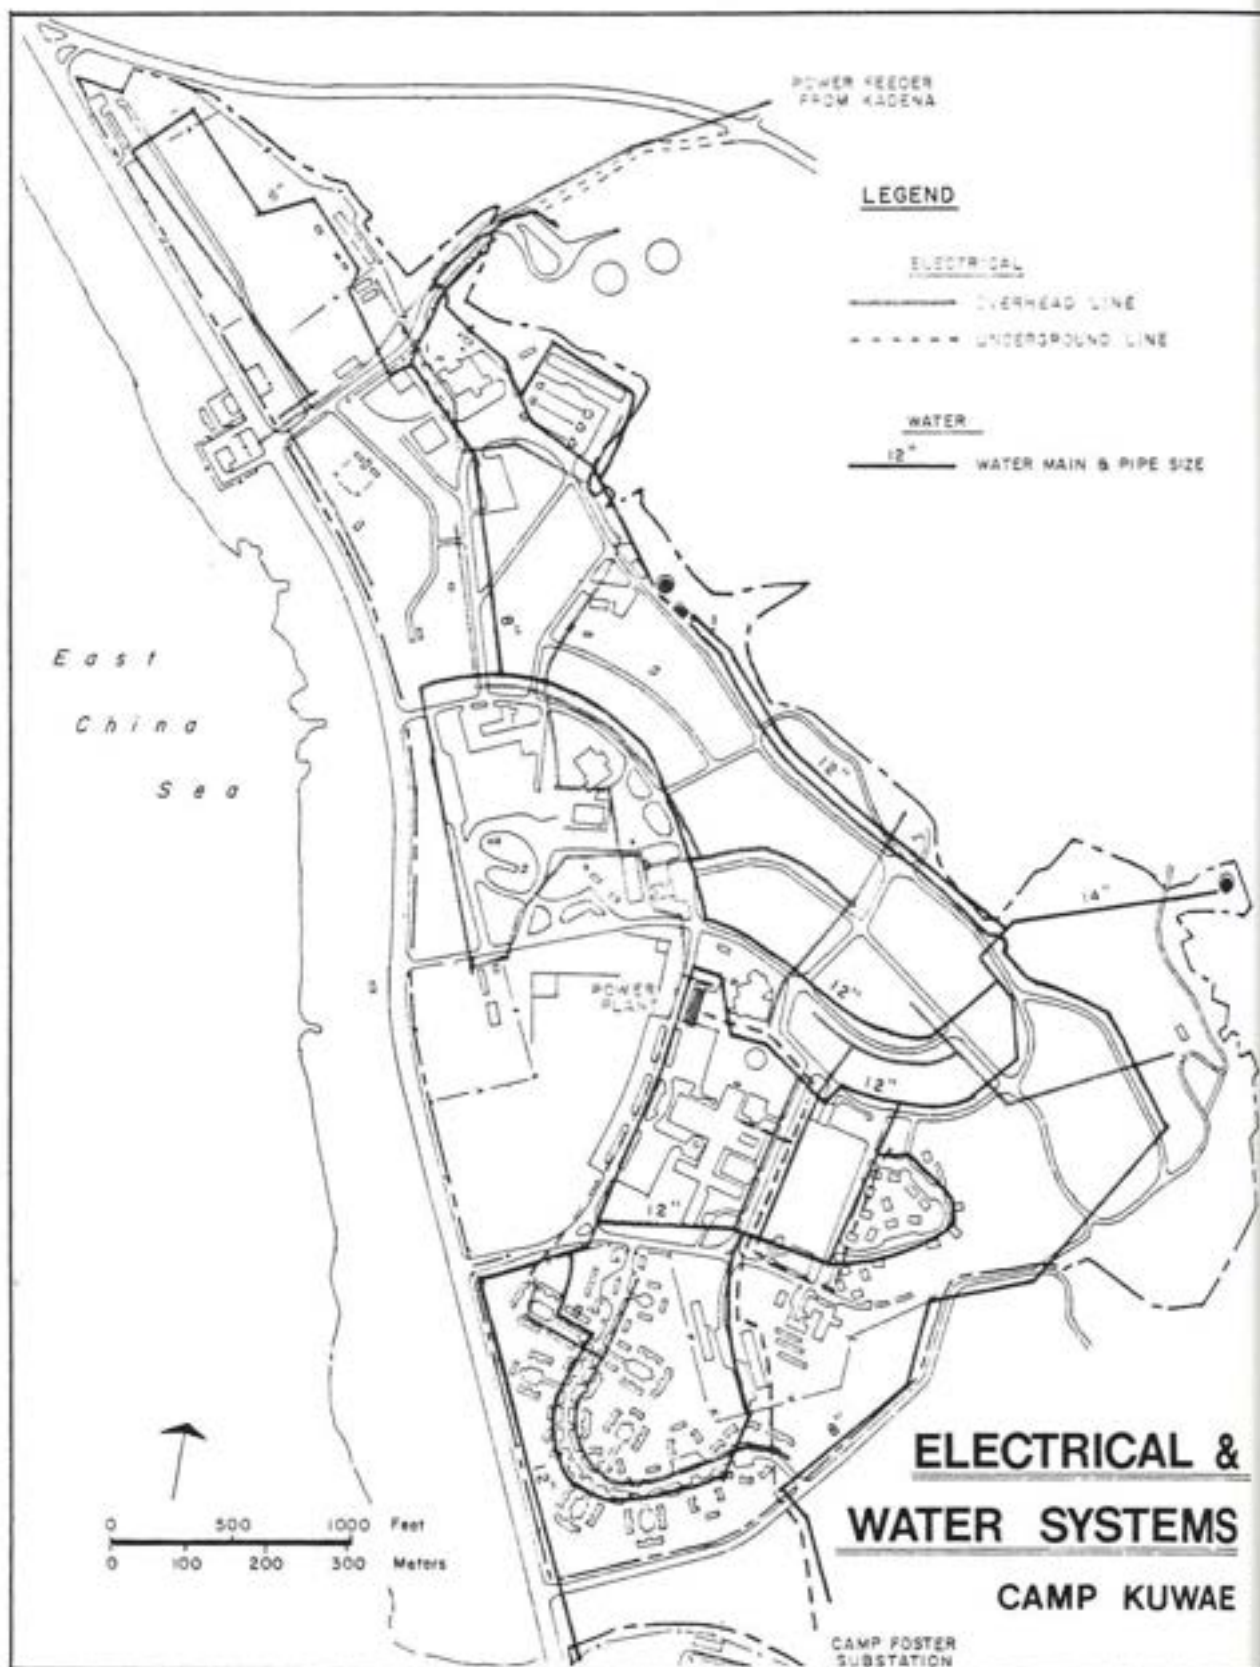 POWER FEEDER
FROM KADENA
LEGEND
ELECTRICAL
OVERHEAD LINE
UNDERGROUND LINE
WATER
12"
WATER MAIN & PIPE SIZE
8"
East
China
Sea
12"
14"
POWER
PLANT
12"
12"
12"
8"
12"
ELECTRICAL &
WATER SYSTEMS
CAMP KUWAE
0 500 1000 Feet
0 100 200 300 Meters
CAMP FOSTER
SUBSTATION